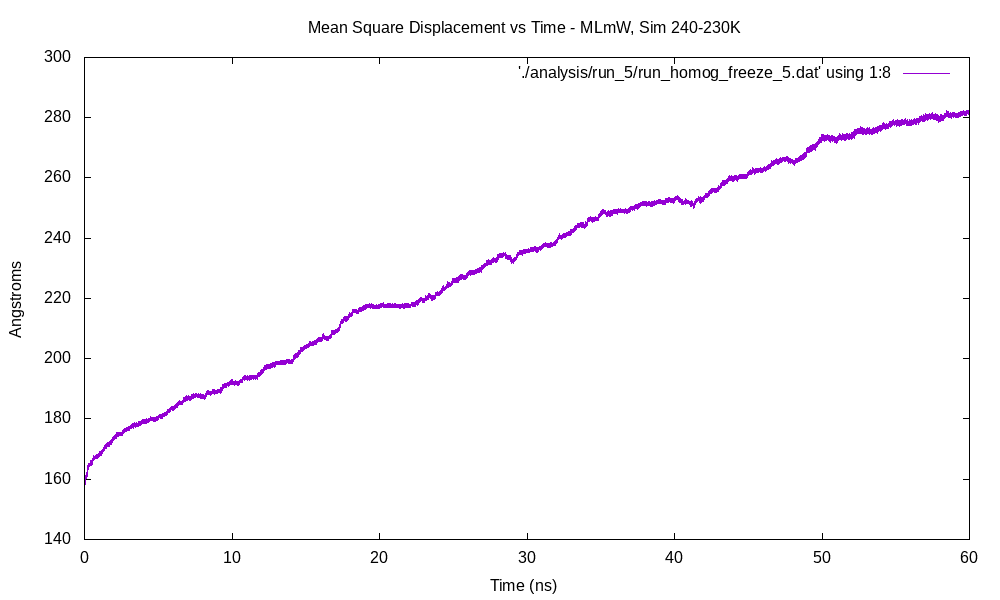 Mean Square Displacement vs Time - MLmW, Sim 240-230K
'./analysis/run_5/run_homog_freeze_5.dat' using 1:8
300
280
260
240
220
200
180
160
140
Angstroms
0 10 20 30 40 50 60
Time (ns)